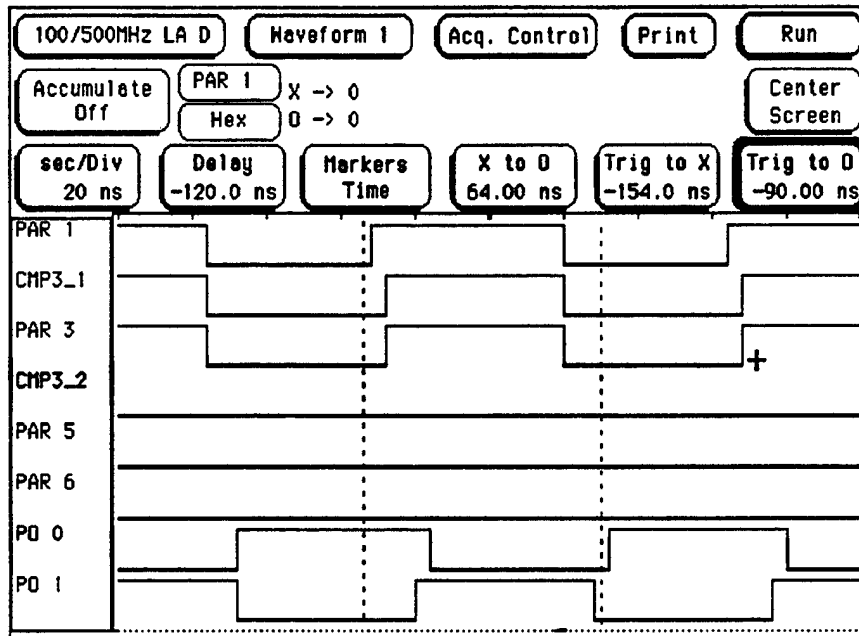 100/500MHz LA D Waveform 1 Acq. Control Print Run
Accumulate Off
PAR 1 X -> 0
Hex O -> 0
Center Screen
sec/Div 20 ns
Delay -120.0 ns
Markers Time
X to O 64.00 ns
Trig to X -154.0 ns
Trig to O -90.00 ns
PAR 1
CMP3_1
PAR 3
CMP3_2
PAR 5
PAR 6
PO 0
PO 1